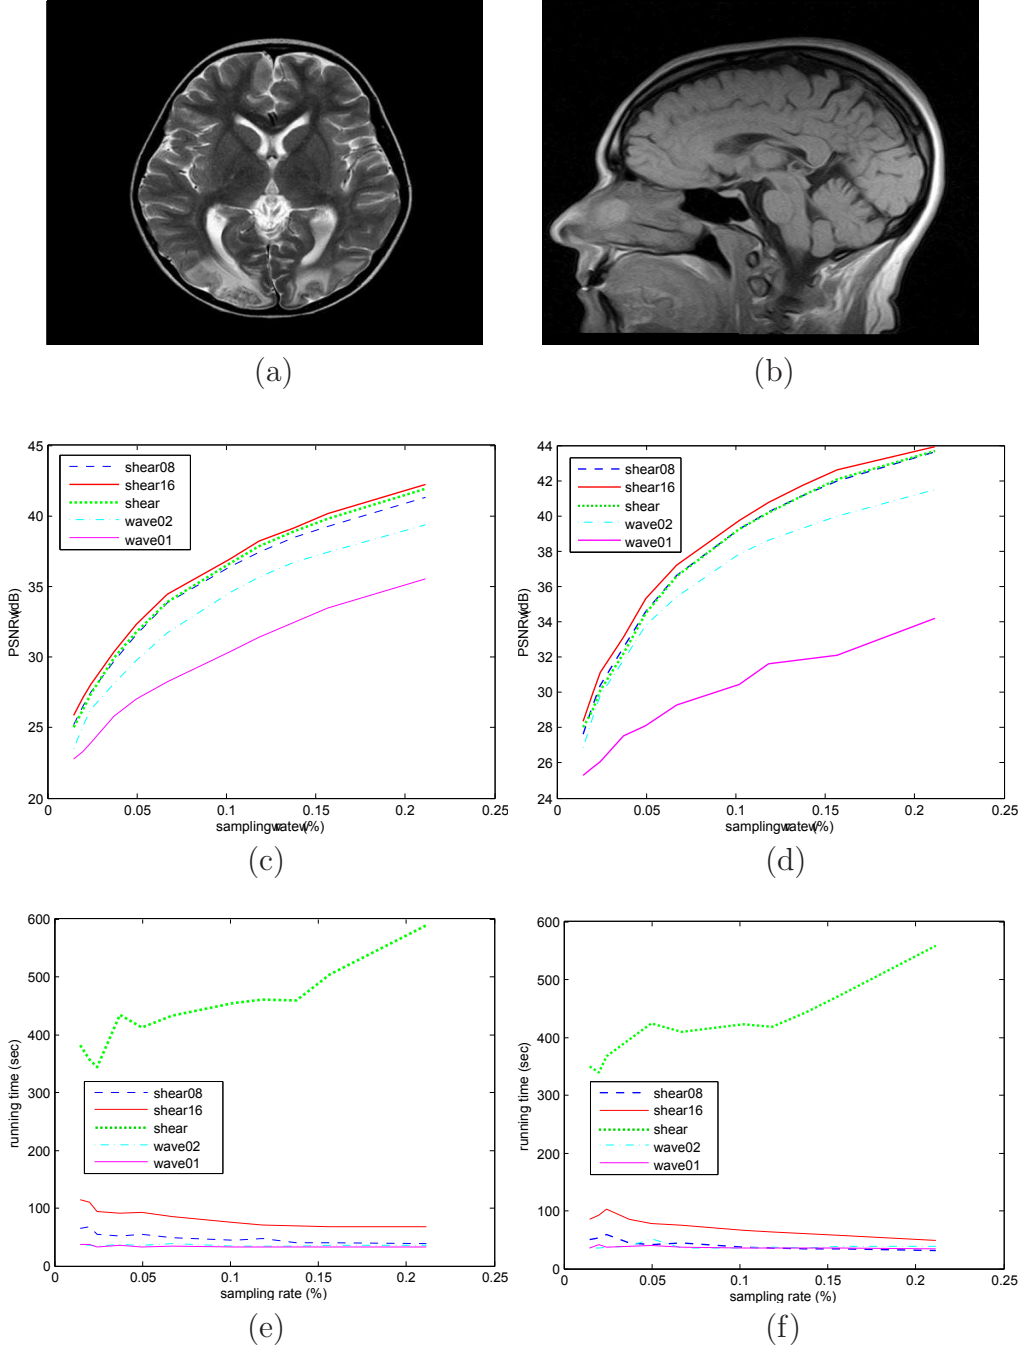 (a)
(b)
45
40
35
30
25
20
PSNR (dB)
shear08
shear16
shear
wave02
wave01
0
0.05
0.1
0.15
0.2
0.25
sampling rate (%)
(c)
44
42
40
38
36
34
32
30
28
26
24
PSNR (dB)
shear08
shear16
shear
wave02
wave01
0
0.05
0.1
0.15
0.2
0.25
sampling rate (%)
(d)
600
500
400
300
200
100
0
running time (sec)
shear08
shear16
shear
wave02
wave01
0
0.05
0.1
0.15
0.2
0.25
sampling rate (%)
(e)
600
500
400
300
200
100
0
running time (sec)
shear08
shear16
shear
wave02
wave01
0
0.05
0.1
0.15
0.2
0.25
sampling rate (%)
(f)